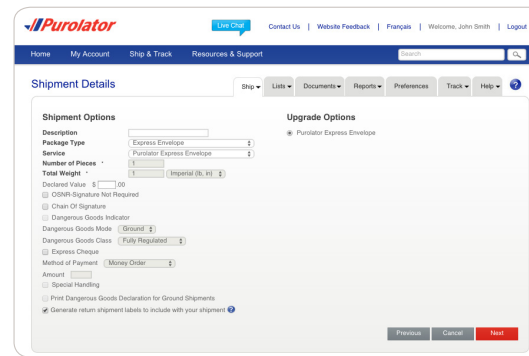 Purolator
Live Chat Contact Us | Website Feedback | Français | Welcome, John Smith | Logout
Home My Account Ship & Track Resources & Support Search
Shipment Details
Ship Lists Documents Reports Preferences Track Help ?
Shipment Options
Upgrade Options
Description
Purolator Express Envelope
Package Type Express Envelope
Service Purolator Express Envelope
Number of Pieces * 1
Total Weight * 1 Imperial (lb, in)
Declared Value $ .00
OSNR-Signature Not Required
Chain Of Signature
Dangerous Goods Indicator
Dangerous Goods Mode Ground
Dangerous Goods Class Fully Regulated
Express Cheque
Method of Payment Money Order
Amount
Special Handling
Print Dangerous Goods Declaration for Ground Shipments
Generate return shipment labels to include with your shipment ?
Previous Cancel Next